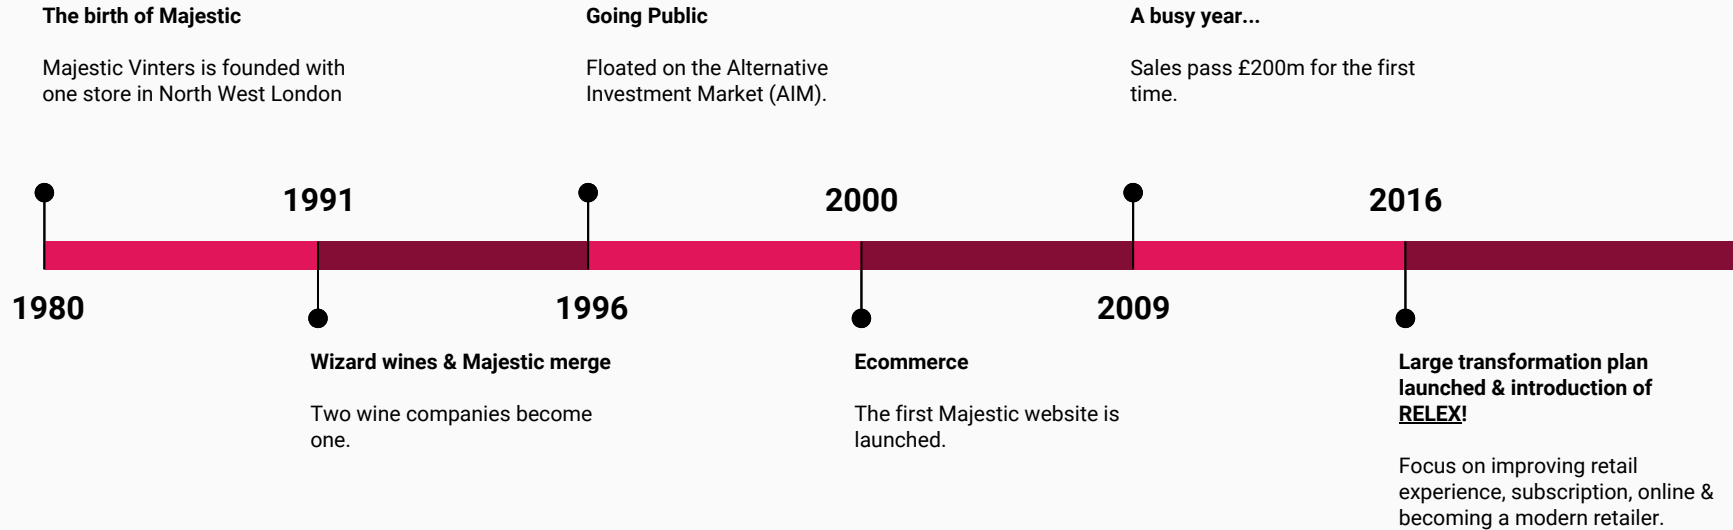 The birth of Majestic
Majestic Vinters is founded with
one store in North West London
Going Public
Floated on the Alternative
Investment Market (AIM).
A busy year...
Sales pass £200m for the first
time.
1991
2000
2016
1980
1996
2009
Wizard wines & Majestic merge
Two wine companies become
one.
Ecommerce
The first Majestic website is
launched.
Large transformation plan
launched & introduction of
RELEX!
Focus on improving retail
experience, subscription, online &
becoming a modern retailer.